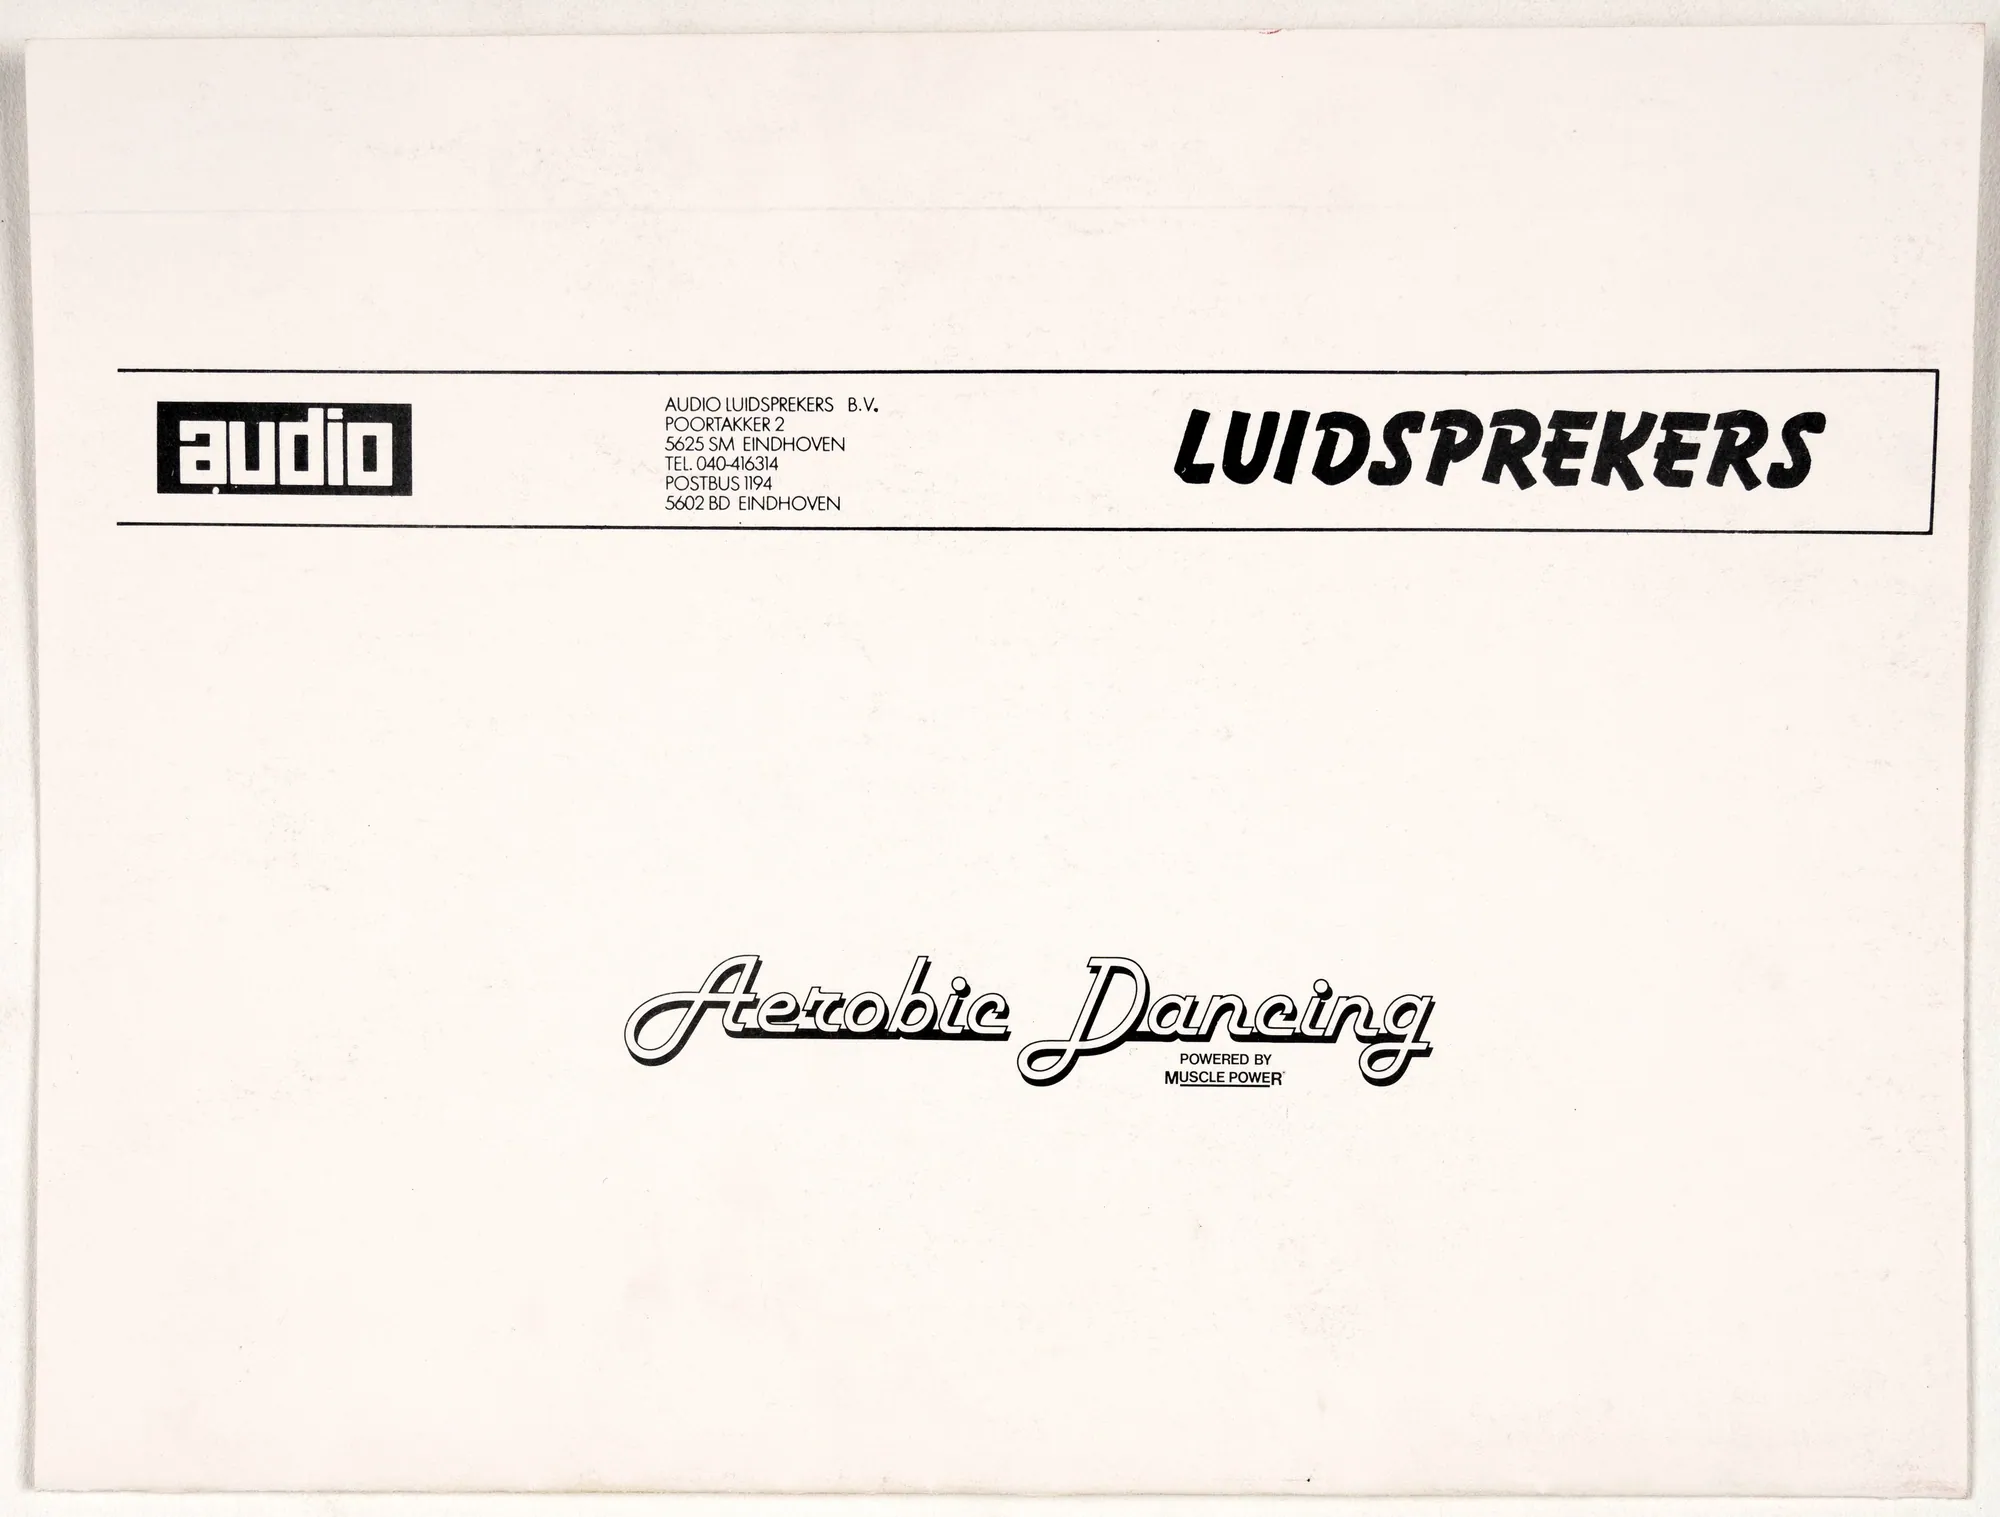 audio
AUDIO LUIDSPREKERS B.V.
POORTAKKER 2
5625 SM EINDHOVEN
TEL. 040-416314
POSTBUS 1194
5602 BD EINDHOVEN
LUIDSPREKERS
Aerobic Dancing
POWERED BY
MUSCLE POWER